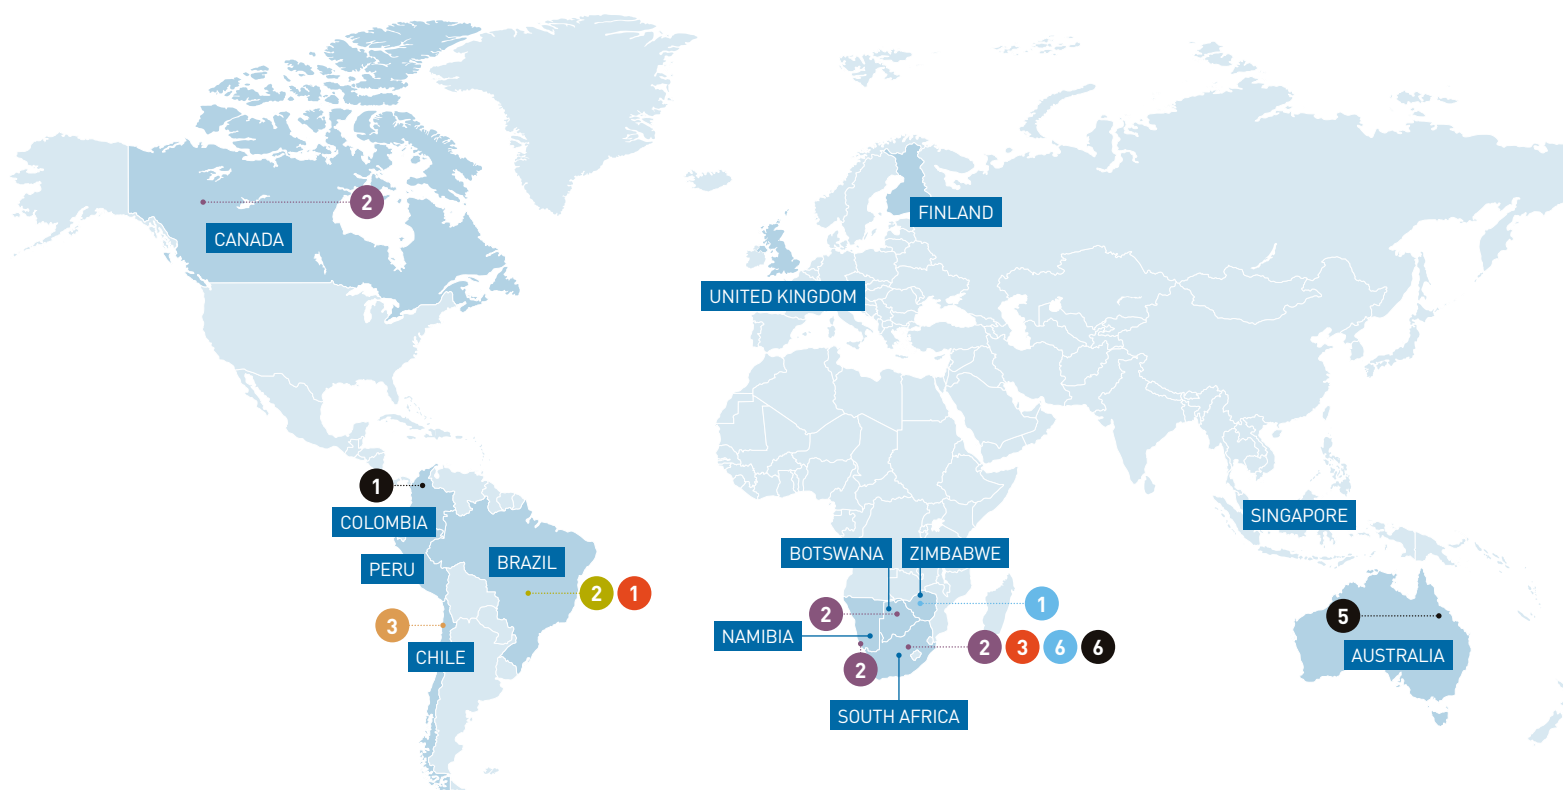 2
CANADA
FINLAND
UNITED KINGDOM
1
COLOMBIA
PERU
BRAZIL
2 1
3
CHILE
SINGAPORE
BOTSWANA
ZIMBABWE
2
1
NAMIBIA
2
2 3 6 6
SOUTH AFRICA
5
AUSTRALIA